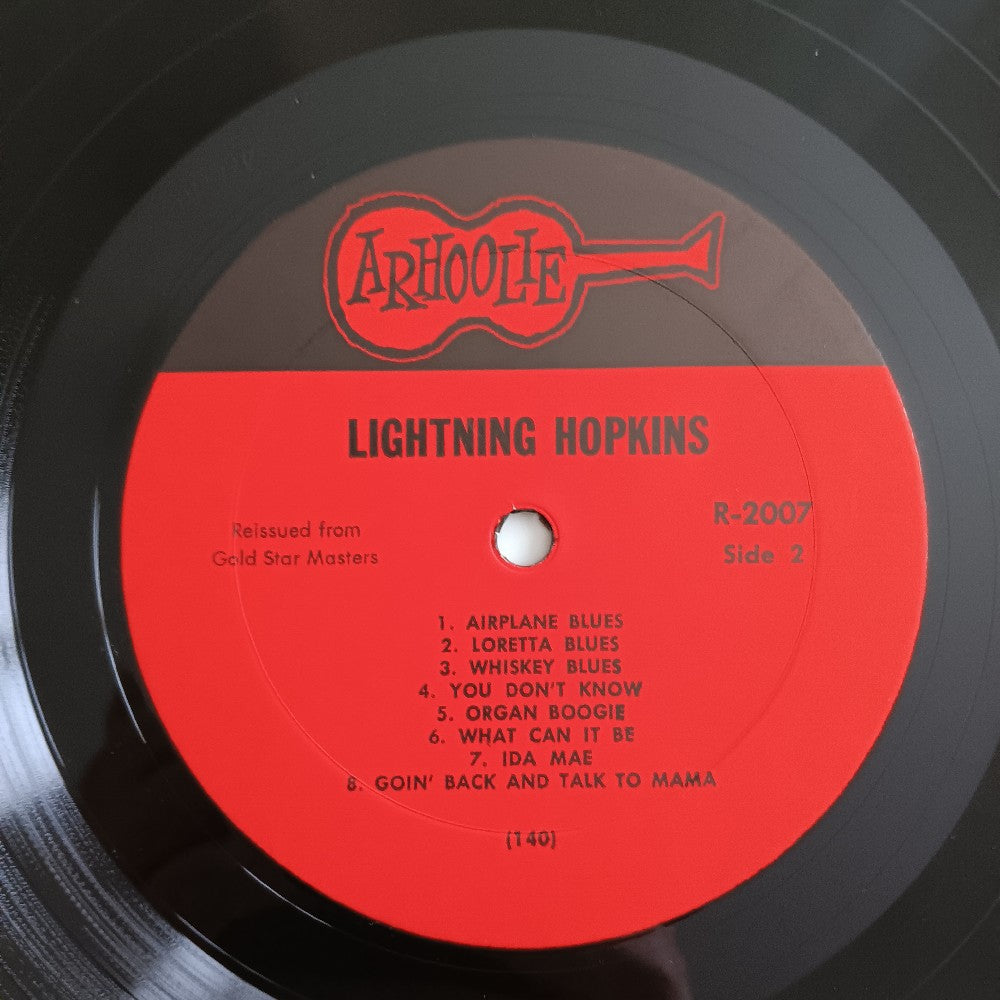 ARHOOLIE
LIGHTNING HOPKINS
Reissued from
Gold Star Masters
R-2007
Side 2
1. AIRPLANE BLUES
2. LORETTA BLUES
3. WHISKEY BLUES
4. YOU DON'T KNOW
5. ORGAN BOOGIE
6. WHAT CAN IT BE
7. IDA MAE
8. GOIN' BACK AND TALK TO MAMA
(140)